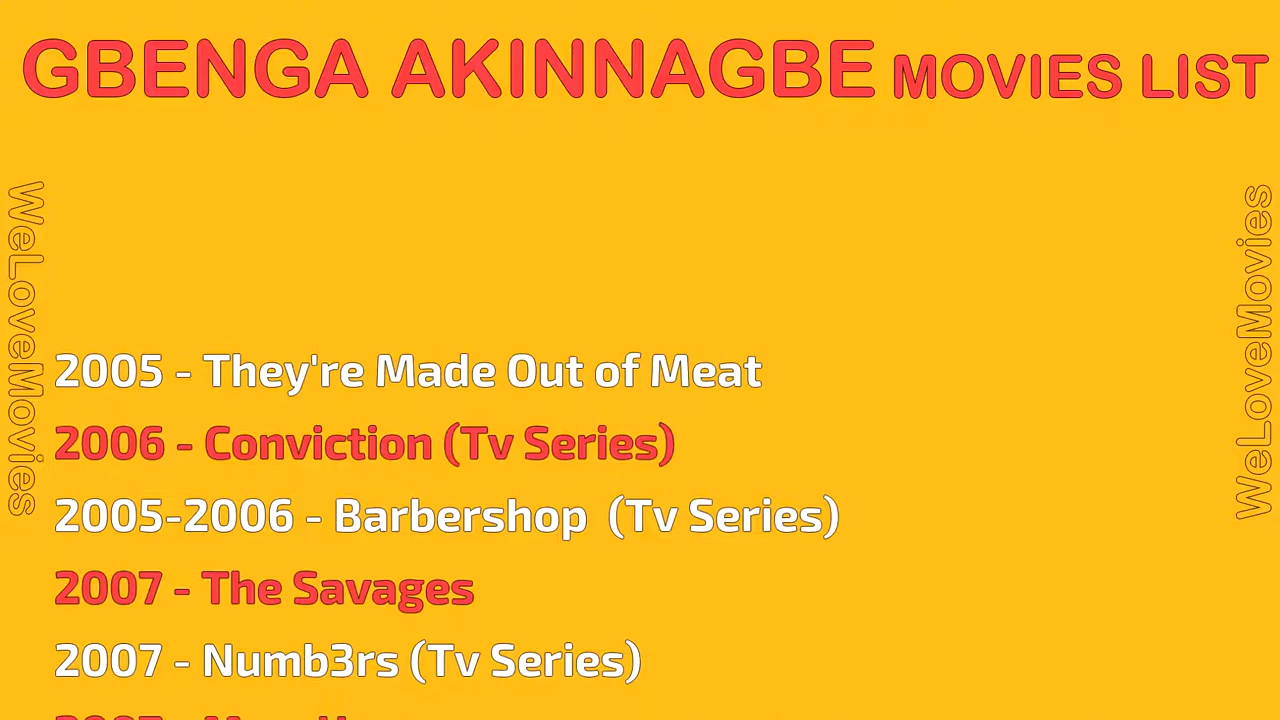 GBENGA AKINNAGBE MOVIES LIST
WeLoveMovies
WeLoveMovies
2005 - They're Made Out of Meat
2006 - Conviction (Tv Series)
2005-2006 - Barbershop (Tv Series)
2007 - The Savages
2007 - Numb3rs (Tv Series)